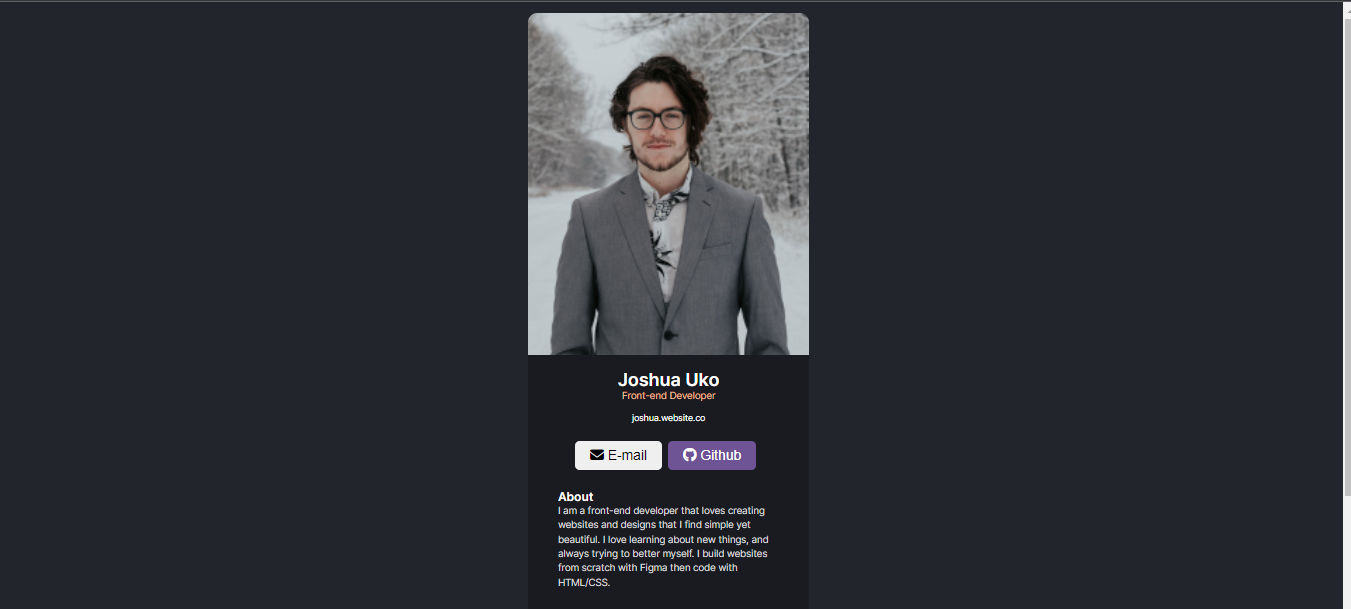 Joshua Uko
Front-end Developer
joshua.website.co
E-mail
Github
About
I am a front-end developer that loves creating
websites and designs that I find simple yet
beautiful. I love learning about new things, and
always trying to better myself. I build websites
from scratch with Figma then code with
HTML/CSS.